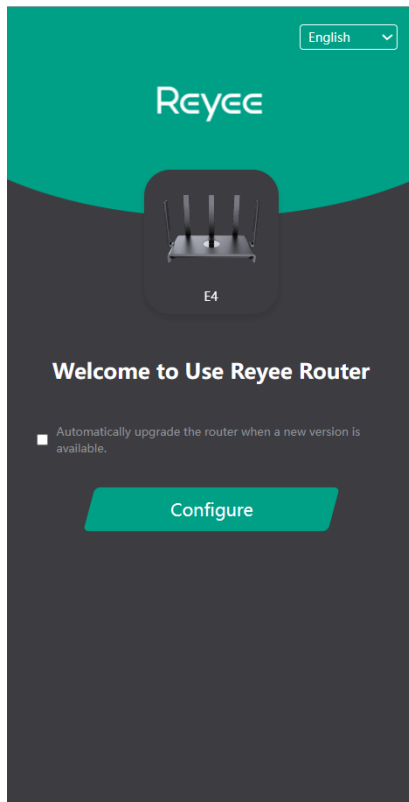 English
Reyee
E4
Welcome to Use Reyee Router
Automatically upgrade the router when a new version is
available.
Configure